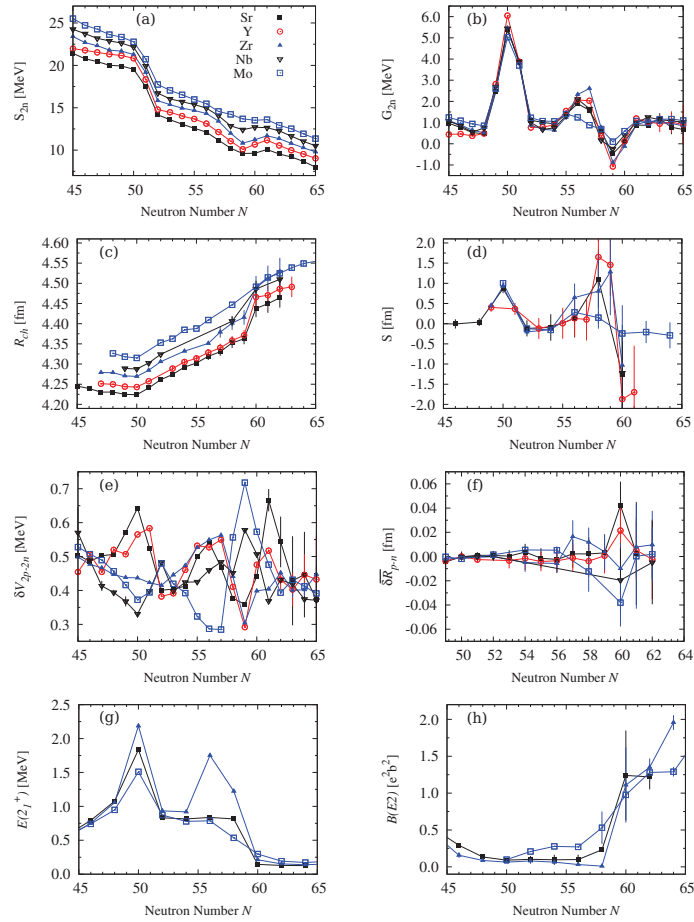 (a)
Sr
Y
Zr
Nb
Mo
S2n [MeV]
25
20
15
10
45 50 55 60 65
Neutron Number N
(b)
G2n [MeV]
6.0
5.0
4.0
3.0
2.0
1.0
0.0
-1.0
45 50 55 60 65
Neutron Number N
(c)
Rch [fm]
4.60
4.55
4.50
4.45
4.40
4.35
4.30
4.25
4.20
45 50 55 60 65
Neutron Number N
(d)
S [fm]
2.0
1.5
1.0
0.5
0.0
-0.5
-1.0
-1.5
-2.0
45 50 55 60 65
Neutron Number N
(e)
δV2p-2n [MeV]
0.7
0.6
0.5
0.4
0.3
45 50 55 60 65
Neutron Number N
(f)
δRp-n [fm]
0.06
0.04
0.02
0.00
-0.02
-0.04
-0.06
50 52 54 56 58 60 62 64
Neutron Number N
(g)
E(21+) [MeV]
2.5
2.0
1.5
1.0
0.5
0.0
45 50 55 60 65
Neutron Number N
(h)
B(E2) [e²b²]
2.0
1.5
1.0
0.5
0.0
45 50 55 60 65
Neutron Number N